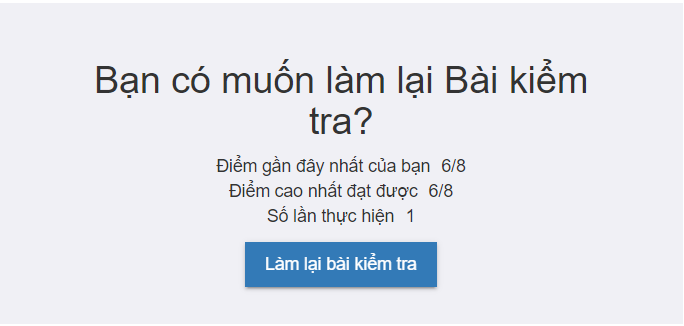 Bạn có muốn làm lại Bài kiểm
tra?
Điểm gần đây nhất của bạn 6/8
Điểm cao nhất đạt được 6/8
Số lần thực hiện 1
Làm lại bài kiểm tra